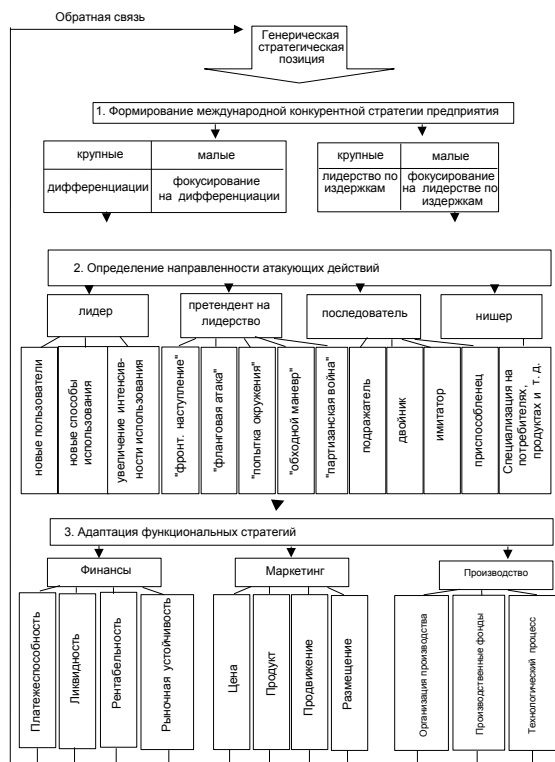 Обратная связь
Генерическая
стратегическая
позиция
1. Формирование международной конкурентной стратегии предприятия
крупные
малые
дифференциации
фокусирование
на дифференциации
крупные
малые
лидерство по
издержкам
фокусирование
на лидерстве по
издержкам
2. Определение направленности атакующих действий
лидер
претендент на
лидерство
последователь
нишер
новые пользователи
новые способы
использования
увеличение интенсив-
ности использования
"фронт. наступление"
"фланговая атака"
"попытка окружения"
"обходной маневр"
"партизанская война"
подражатель
двойник
имитатор
приспособленец
Специализация на
потребителях,
продуктах и т. д.
3. Адаптация функциональных стратегий
Финансы
Маркетинг
Производство
Платежеспособность
Ликвидность
Рентабельность
Рыночная устойчивость
Цена
Продукт
Продвижение
Размещение
Организация производства
Производственные фонды
Технологический процесс